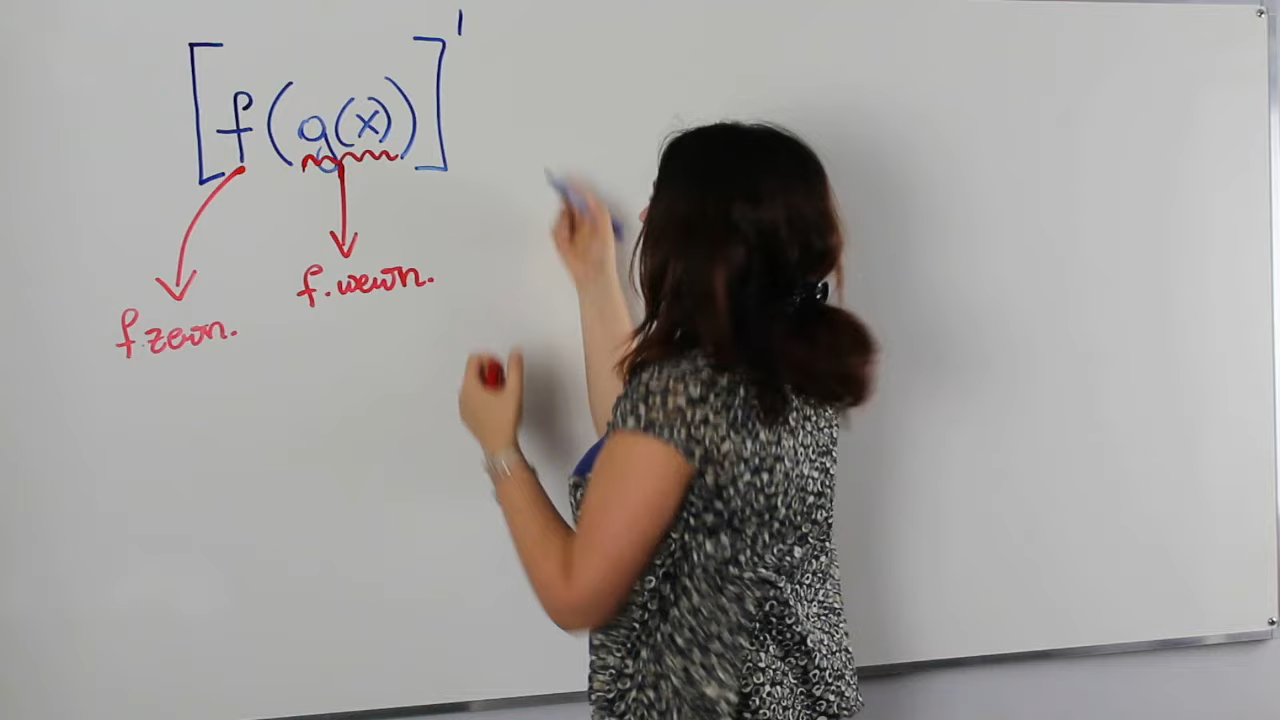 [f(g(x))]'
f. wewn.
f. zewn.